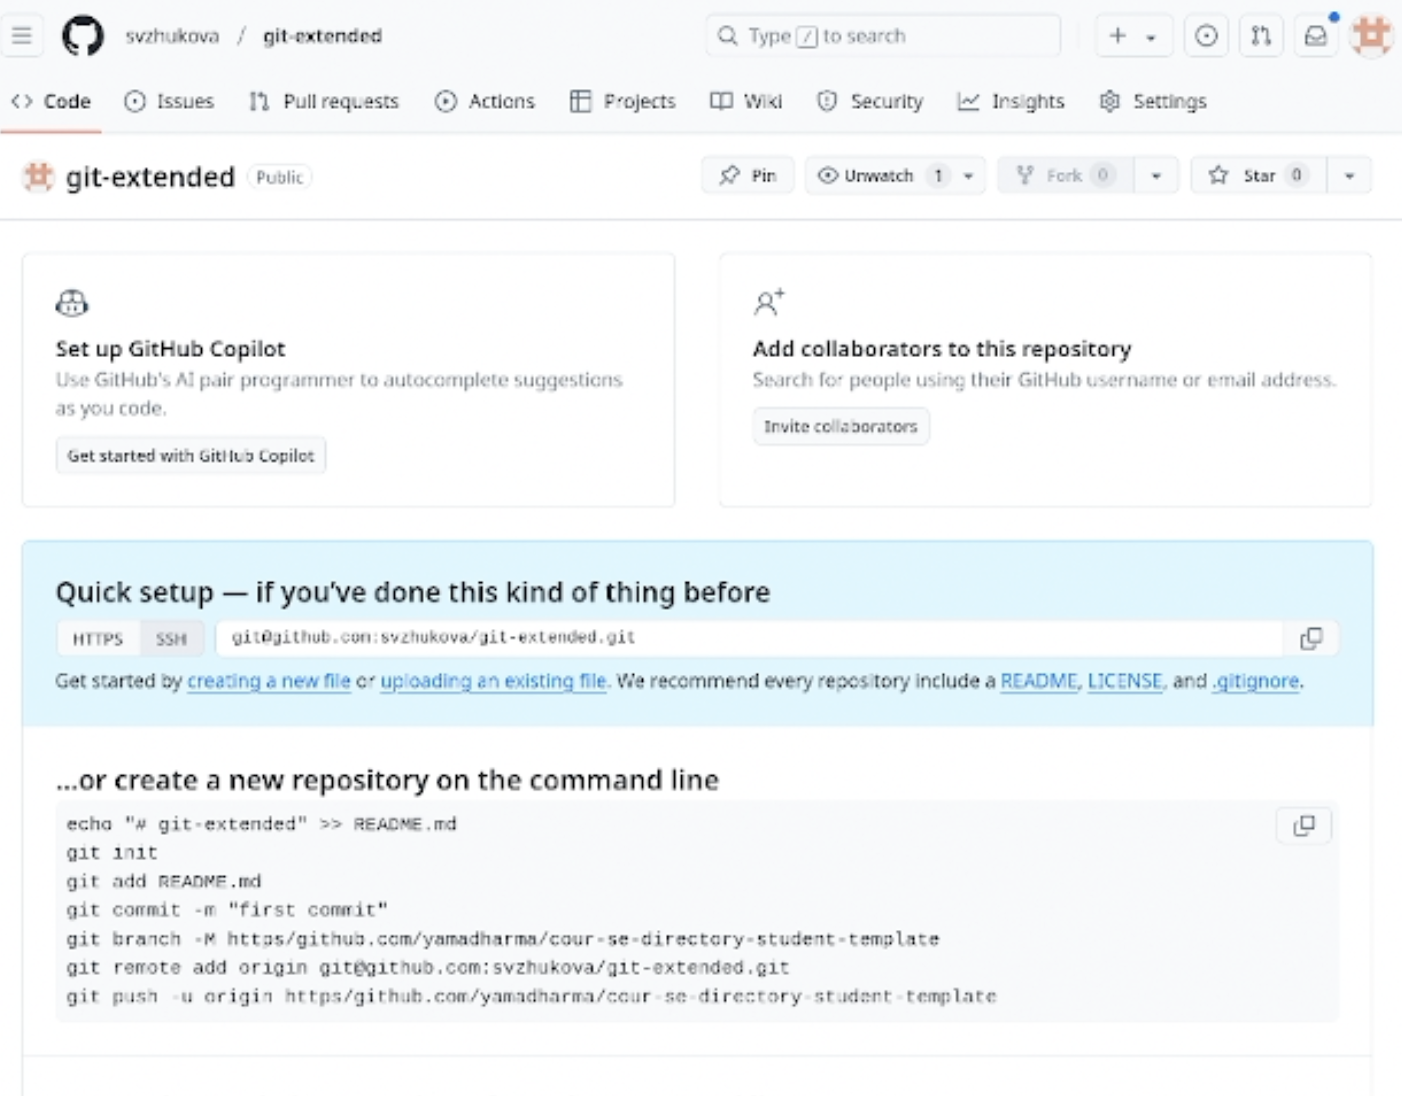 svzhukova / git-extended
Type / to search
Code Issues Pull requests Actions Projects Wiki Security Insights Settings
git-extended Public
Pin Unwatch 1 Fork 0 Star 0
Set up GitHub Copilot
Use GitHub's AI pair programmer to autocomplete suggestions
as you code.
Get started with GitHub Copilot
Add collaborators to this repository
Search for people using their GitHub username or email address.
Invite collaborators
Quick setup — if you've done this kind of thing before
HTTPS SSH git@github.com:svzhukova/git-extended.git
Get started by creating a new file or uploading an existing file. We recommend every repository include a README, LICENSE, and .gitignore.
...or create a new repository on the command line
echo "# git-extended" >> README.md
git init
git add README.md
git commit -m "first commit"
git branch -M https/github.com/yamadharma/cour-se-directory-student-template
git remote add origin git@github.com:svzhukova/git-extended.git
git push -u origin https/github.com/yamadharma/cour-se-directory-student-template